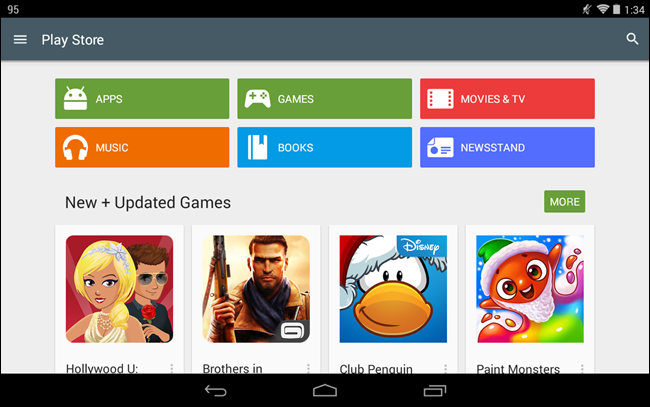 95 1:34
Play Store
APPS GAMES MOVIES & TV
MUSIC BOOKS NEWSSTAND
New + Updated Games MORE
Disney
Hollywood U: Brothers in Club Penguin Paint Monsters